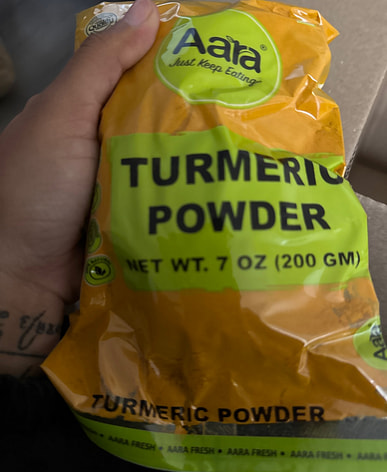 Aara
Just Keep Eating
TURMERIC
POWDER
NET WT. 7 OZ (200 GM)
TURMERIC POWDER
AARA FRESH • AARA FRESH • AARA FRESH • AARA FRESH •